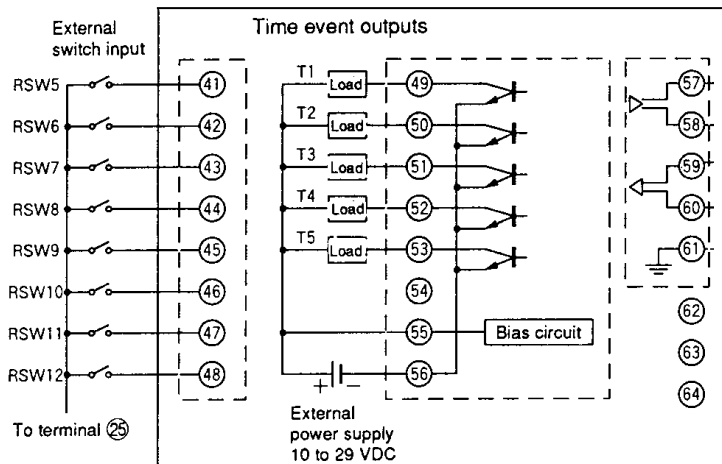 External
switch input
Time event outputs
RSW5
RSW6
RSW7
RSW8
RSW9
RSW10
RSW11
RSW12
41
42
43
44
45
46
47
48
To terminal 25
T1
Load
T2
Load
T3
Load
T4
Load
T5
Load
49
50
51
52
53
54
55
56
Bias circuit
+ −
External
power supply
10 to 29 VDC
57
58
59
60
61
62
63
64